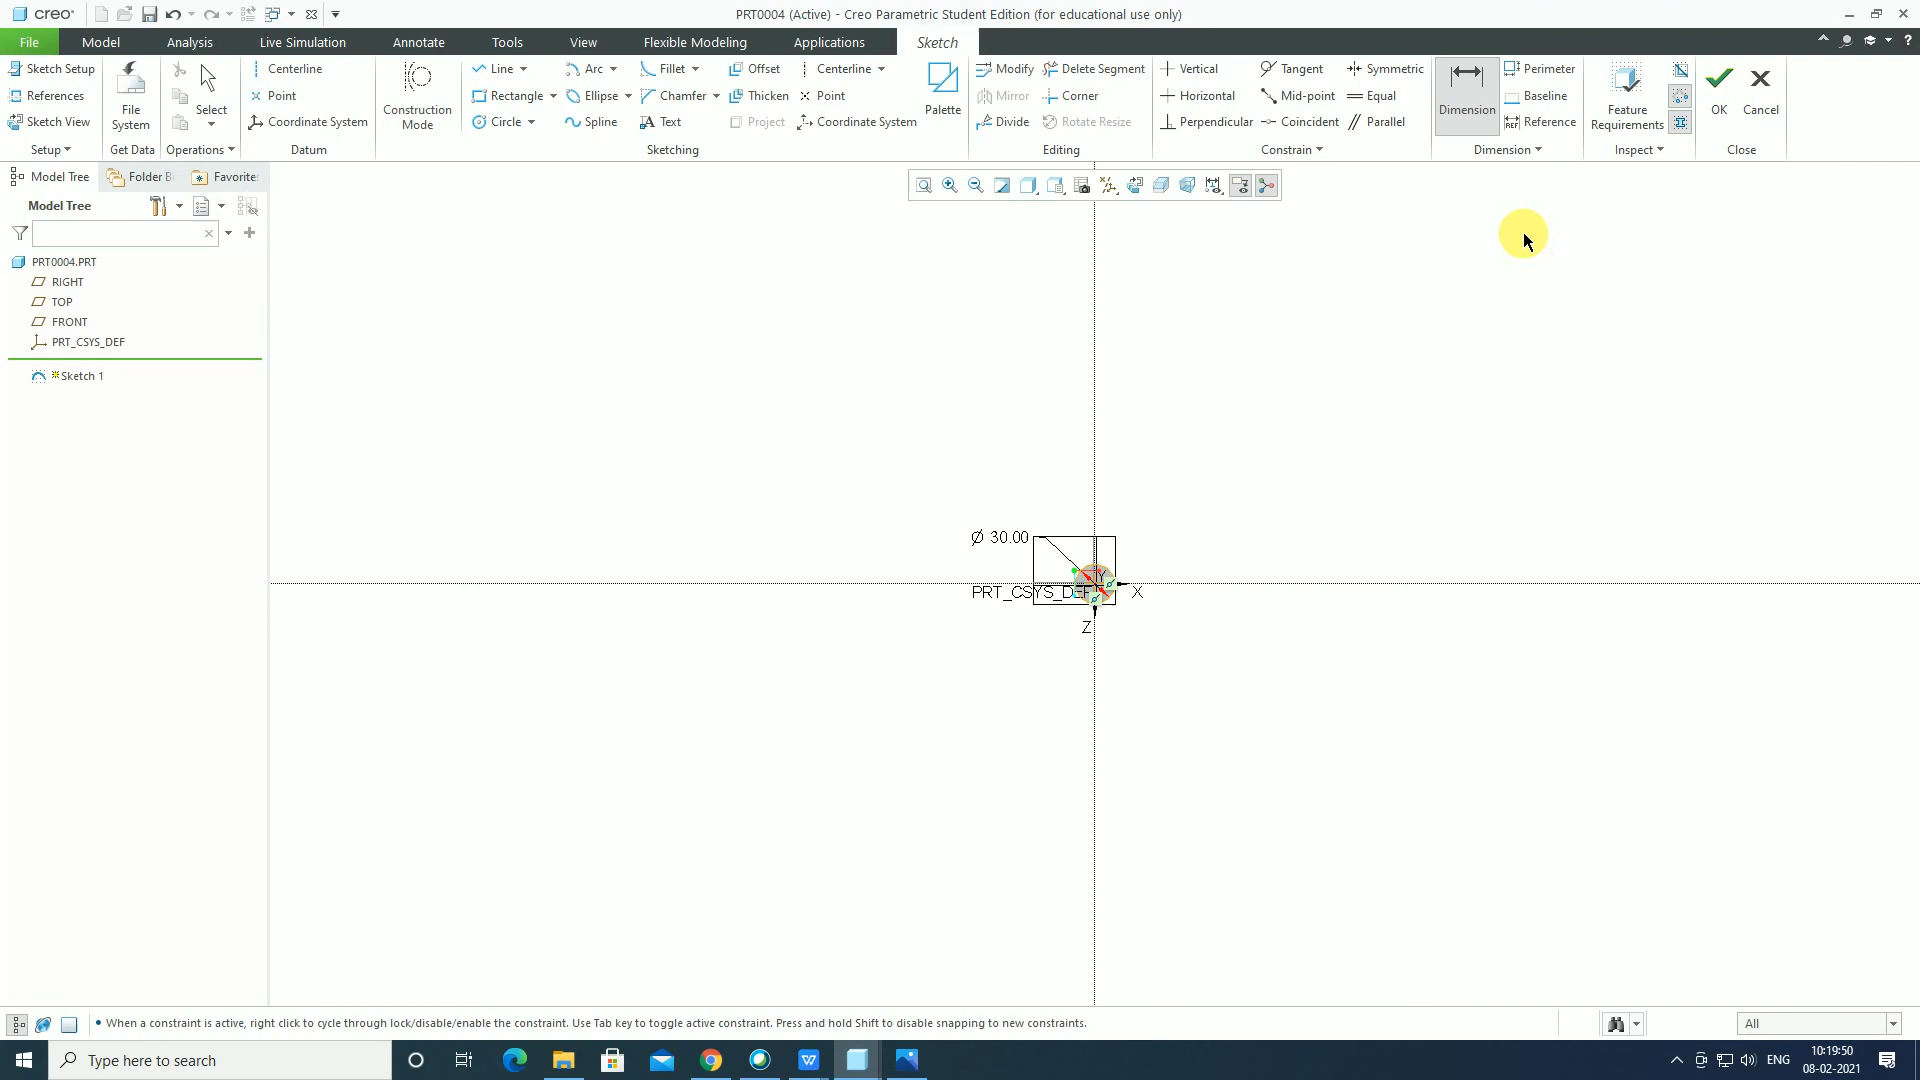 creo
PRT0004 (Active) - Creo Parametric Student Edition (for educational use only)
File Model Analysis Live Simulation Annotate Tools View Flexible Modeling Applications Sketch
Sketch Setup
References
Sketch View
Setup
File System
Get Data
Select
Operations
Centerline
Point
Coordinate System
Datum
Construction Mode
Line Arc Fillet Offset Centerline
Rectangle Ellipse Chamfer Thicken Point
Circle Spline Text Project Coordinate System
Palette
Sketching
Modify Delete Segment
Mirror Corner
Divide Rotate Resize
Editing
Vertical Tangent Symmetric
Horizontal Mid-point Equal
Perpendicular Coincident Parallel
Constrain
Dimension
Perimeter
Baseline
Reference
Dimension
Feature Requirements
Inspect
OK
Cancel
Close
Model Tree Folder B Favorite
Model Tree
PRT0004.PRT
RIGHT
TOP
FRONT
PRT_CSYS_DEF
Sketch 1
Ø 30.00
Y
PRT_CSYS_DEF
X
Z
When a constraint is active, right click to cycle through lock/disable/enable the constraint. Use Tab key to toggle active constraint. Press and hold Shift to disable snapping to new constraints.
All
Type here to search
ENG
10:19:50
08-02-2021